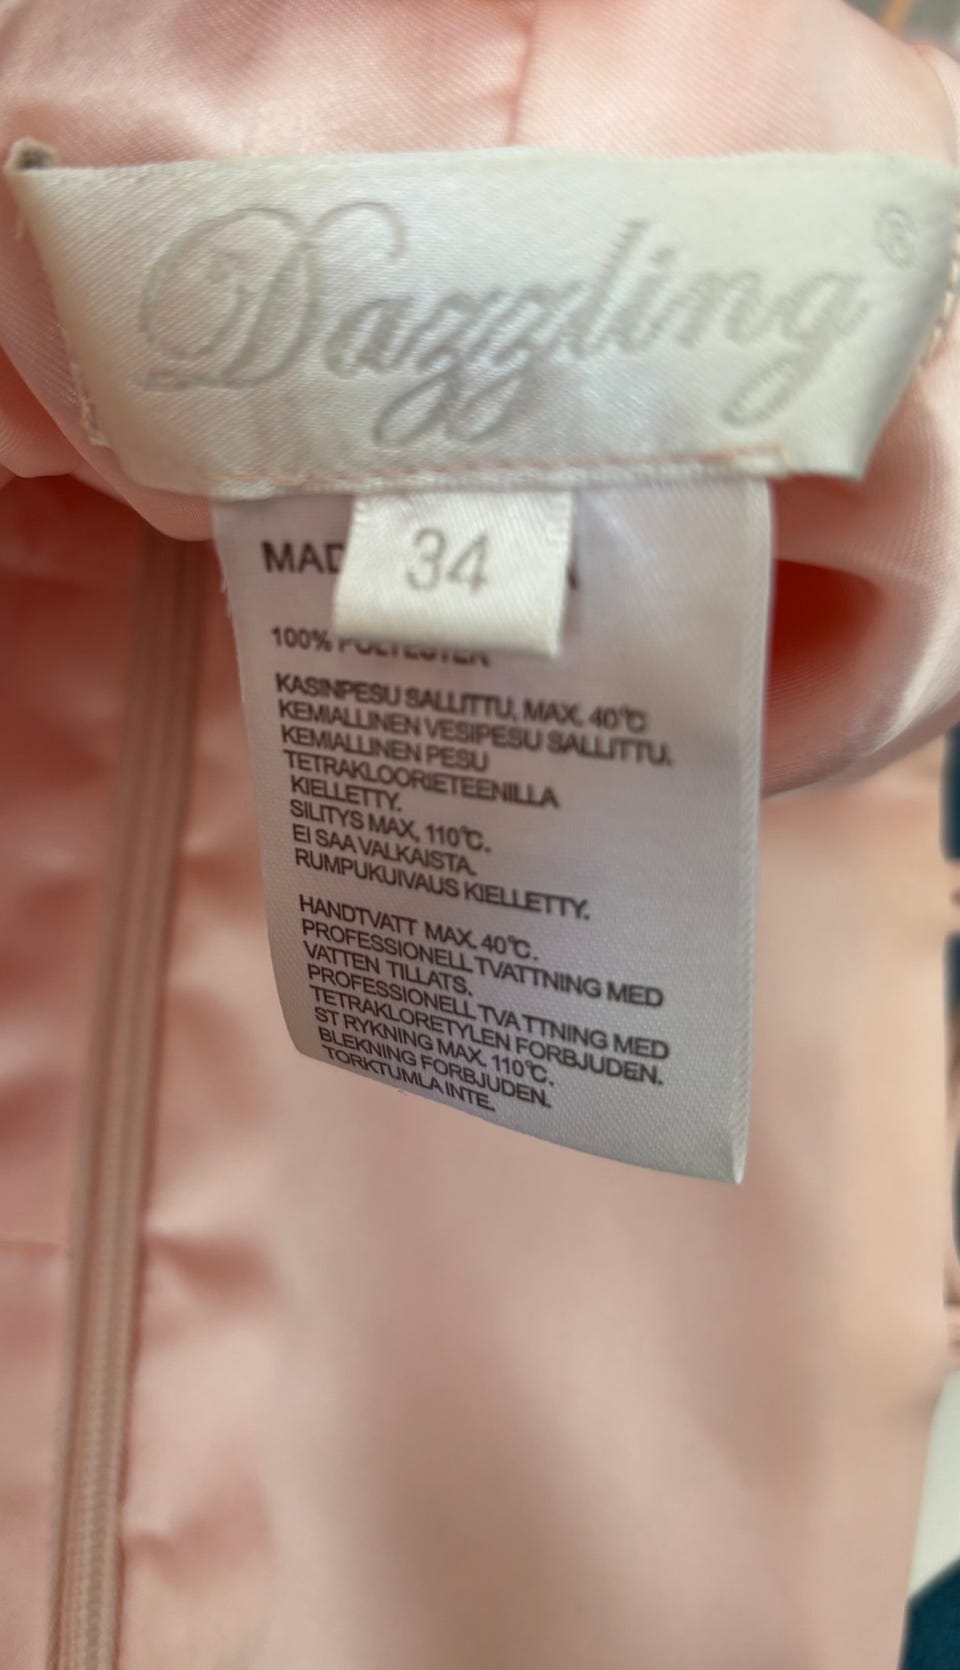 Dazzling®
34
100% POLYESTER
KASINPESU SALLITTU, MAX. 40℃
KEMIALLINEN VESIPESU SALLITTU.
KEMIALLINEN PESU
TETRAKLOORIETEENILLA
KIELLETTY.
SILITYS MAX, 110℃.
EI SAA VALKAISTA.
RUMPUKUIVAUS KIELLETTY.
HANDTVATT MAX. 40℃.
PROFESSIONELL TVATTNING MED
VATTEN TILLATS.
PROFESSIONELL TVATTNING MED
TETRAKLORETYLEN FORBJUDEN.
ST RYKNING MAX. 110℃.
BLEKNING FORBJUDEN.
TORKTUMLA INTE.